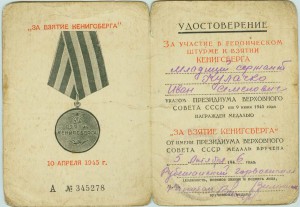 "ЗА ВЗЯТИЕ КЕНИГСБЕРГА"
10 АПРЕЛЯ 1945 г.
А № 345278
УДОСТОВЕРЕНИЕ
ЗА УЧАСТИЕ В ГЕРОИЧЕСКОМ
ШТУРМЕ И ВЗЯТИИ
КЕНИГСБЕРГА
Младший сержант
Иван Семенович
УКАЗОМ ПРЕЗИДИУМА ВЕРХОВНОГО
СОВЕТА СССР от 9 июня 1945 года
НАГРАЖДЕН МЕДАЛЬЮ
"ЗА ВЗЯТИЕ КЕНИГСБЕРГА"
ОТ ИМЕНИ ПРЕЗИДИУМА ВЕРХОВНОГО
СОВЕТА СССР МЕДАЛЬ ВРУЧЕНА
5 1946 года